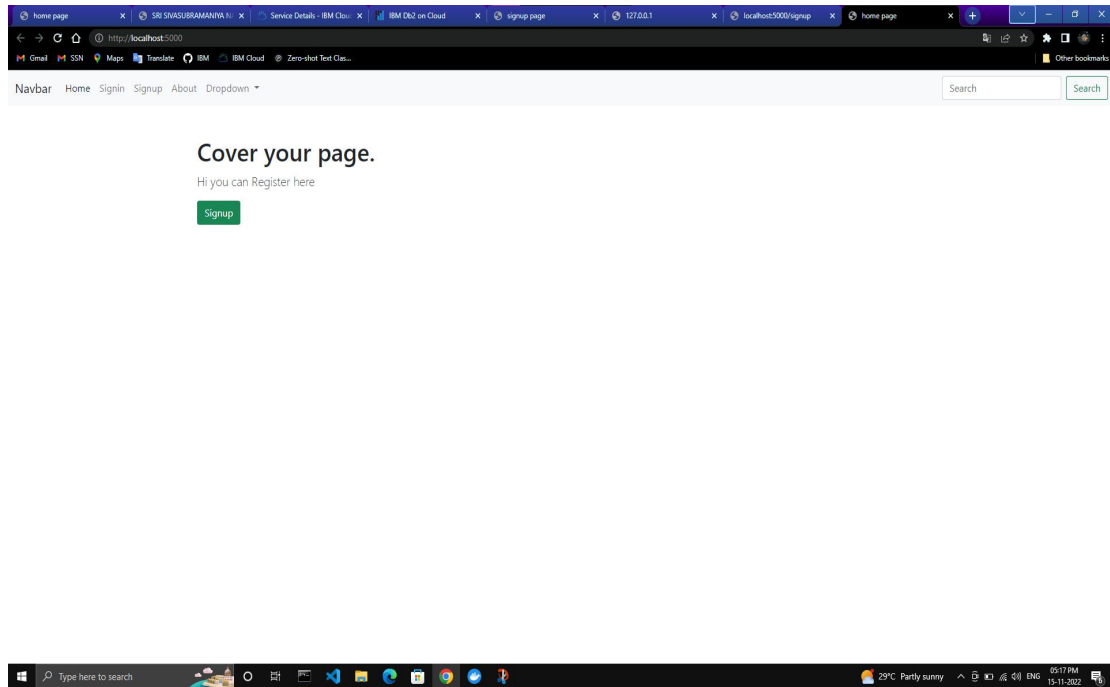 home page SRI SIVASUBRAMANIYA Service Details - IBM Clou IBM Db2 on Cloud signup page 127.0.0.1 localhost:5000/signup home page
http://localhost:5000
Gmail SSN Maps Translate IBM IBM Cloud Zero-shot Text Clas... Other bookmarks
Navbar Home Signin Signup About Dropdown Search Search
Cover your page.
Hi you can Register here
Signup
Type here to search 29°C Partly sunny ENG 05:17 PM
15-11-2022